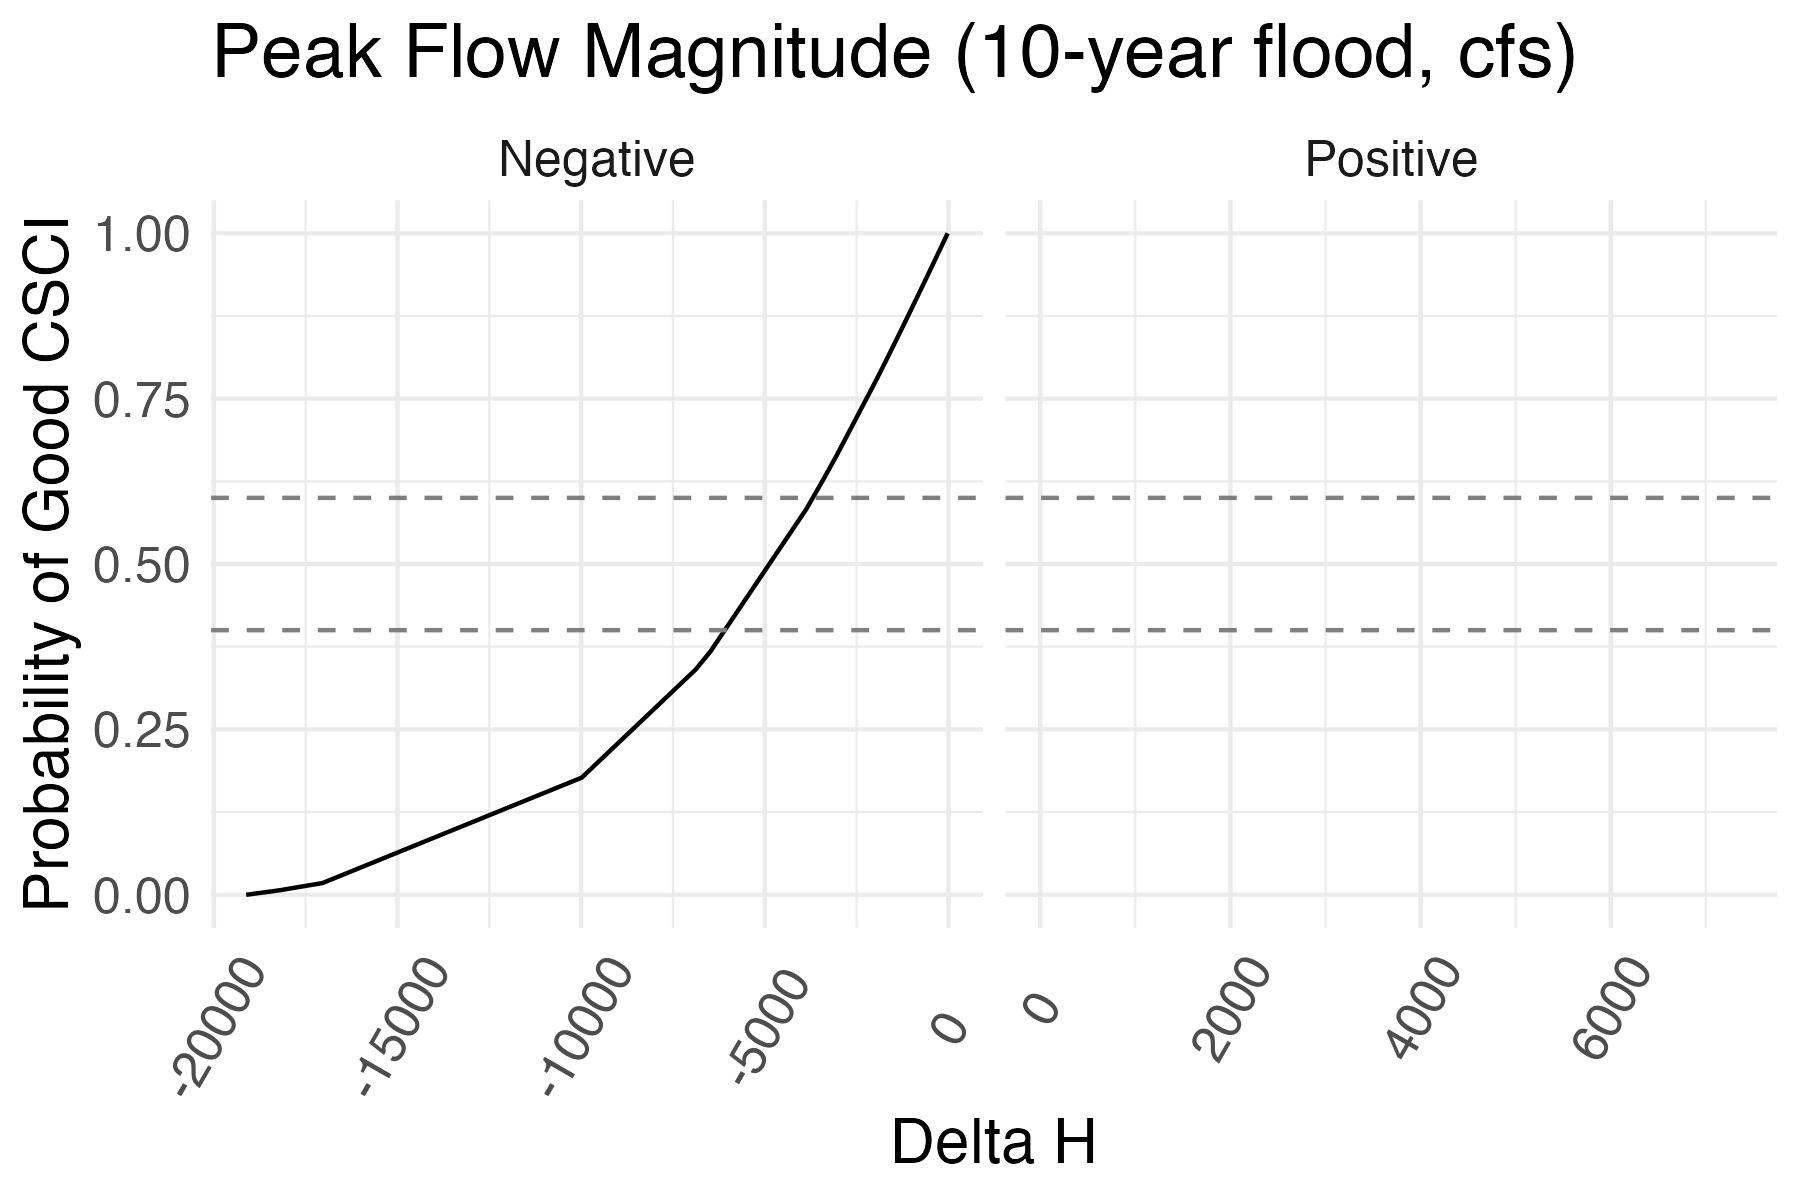 Peak Flow Magnitude (10-year flood, cfs)
Negative
Positive
Probability of Good CSCI
1.00
0.75
0.50
0.25
0.00
-20000
-15000
-10000
-5000
0
0
2000
4000
6000
Delta H